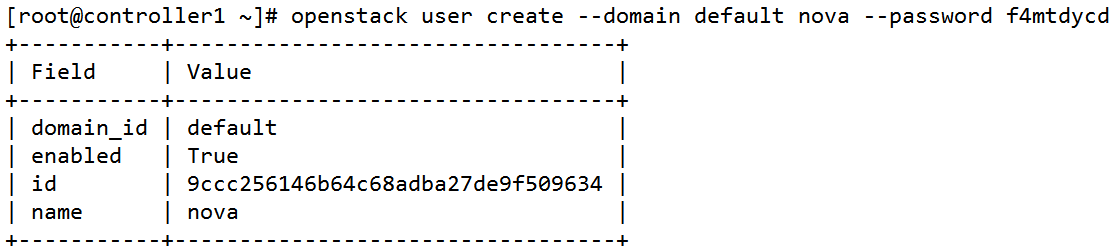 [root@controller1 ~]# openstack user create --domain default nova --password f4mtdycd
+-----------+----------------------------------+
| Field     | Value                            |
+-----------+----------------------------------+
| domain_id | default                          |
| enabled   | True                             |
| id        | 9ccc256146b64c68adba27de9f509634 |
| name      | nova                             |
+-----------+----------------------------------+